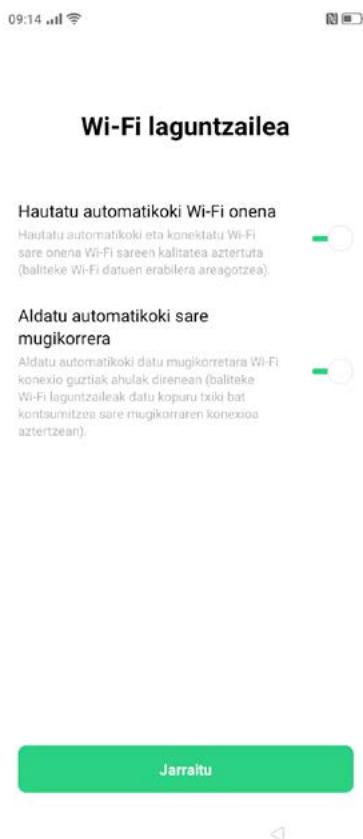 09:14
Wi-Fi laguntzailea
Hautatu automatikoki Wi-Fi onena
Hautatu automatikoki eta konektatu Wi-Fi
sare onena Wi-Fi sareen kalitatea aztertuta
(baliteke Wi-Fi datuen erabilera areagotzea).
Aldatu automatikoki sare
mugikorrera
Aldatu automatikoki datu mugikorretara Wi-Fi
konexio guztiak ahulak direnean (baliteke
Wi-Fi laguntzaileak datu kopuru txiki bat
kontsumitzea sare mugikorraren konexioa
aztertzean).
Jarraitu